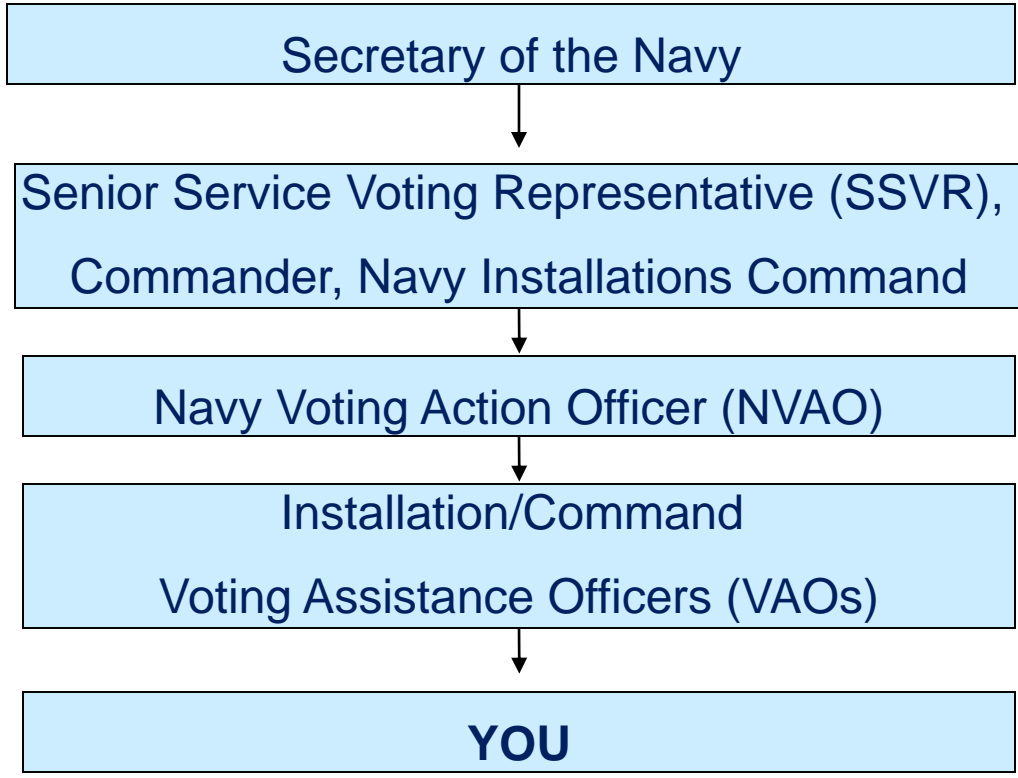 Secretary of the Navy
Senior Service Voting Representative (SSVR),
Commander, Navy Installations Command
Navy Voting Action Officer (NVAO)
Installation/Command
Voting Assistance Officers (VAOs)
YOU